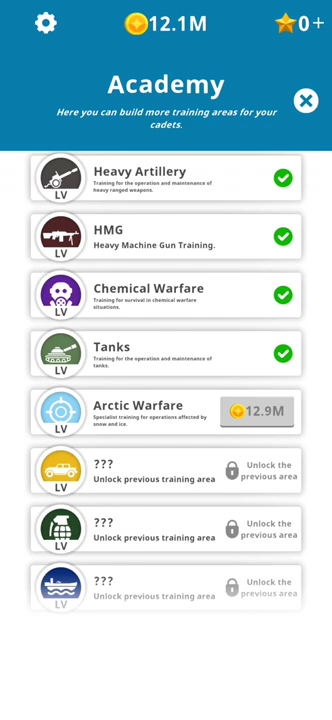 12.1M
0+
Academy
Here you can build more training areas for your
cadets.
Heavy Artillery
Training for the operation and maintenance of
heavy ranged weapons.
LV
HMG
Heavy Machine Gun Training.
LV
Chemical Warfare
Training for survival in chemical warfare
situations.
LV
Tanks
Training for the operation and maintenance of
tanks.
LV
Arctic Warfare
Specialist training for operations affected by
snow and ice.
12.9M
LV
???
Unlock previous training area
Unlock the
previous area
LV
???
Unlock previous training area
Unlock the
previous area
LV
???
Unlock previous training area
Unlock the
previous area
LV